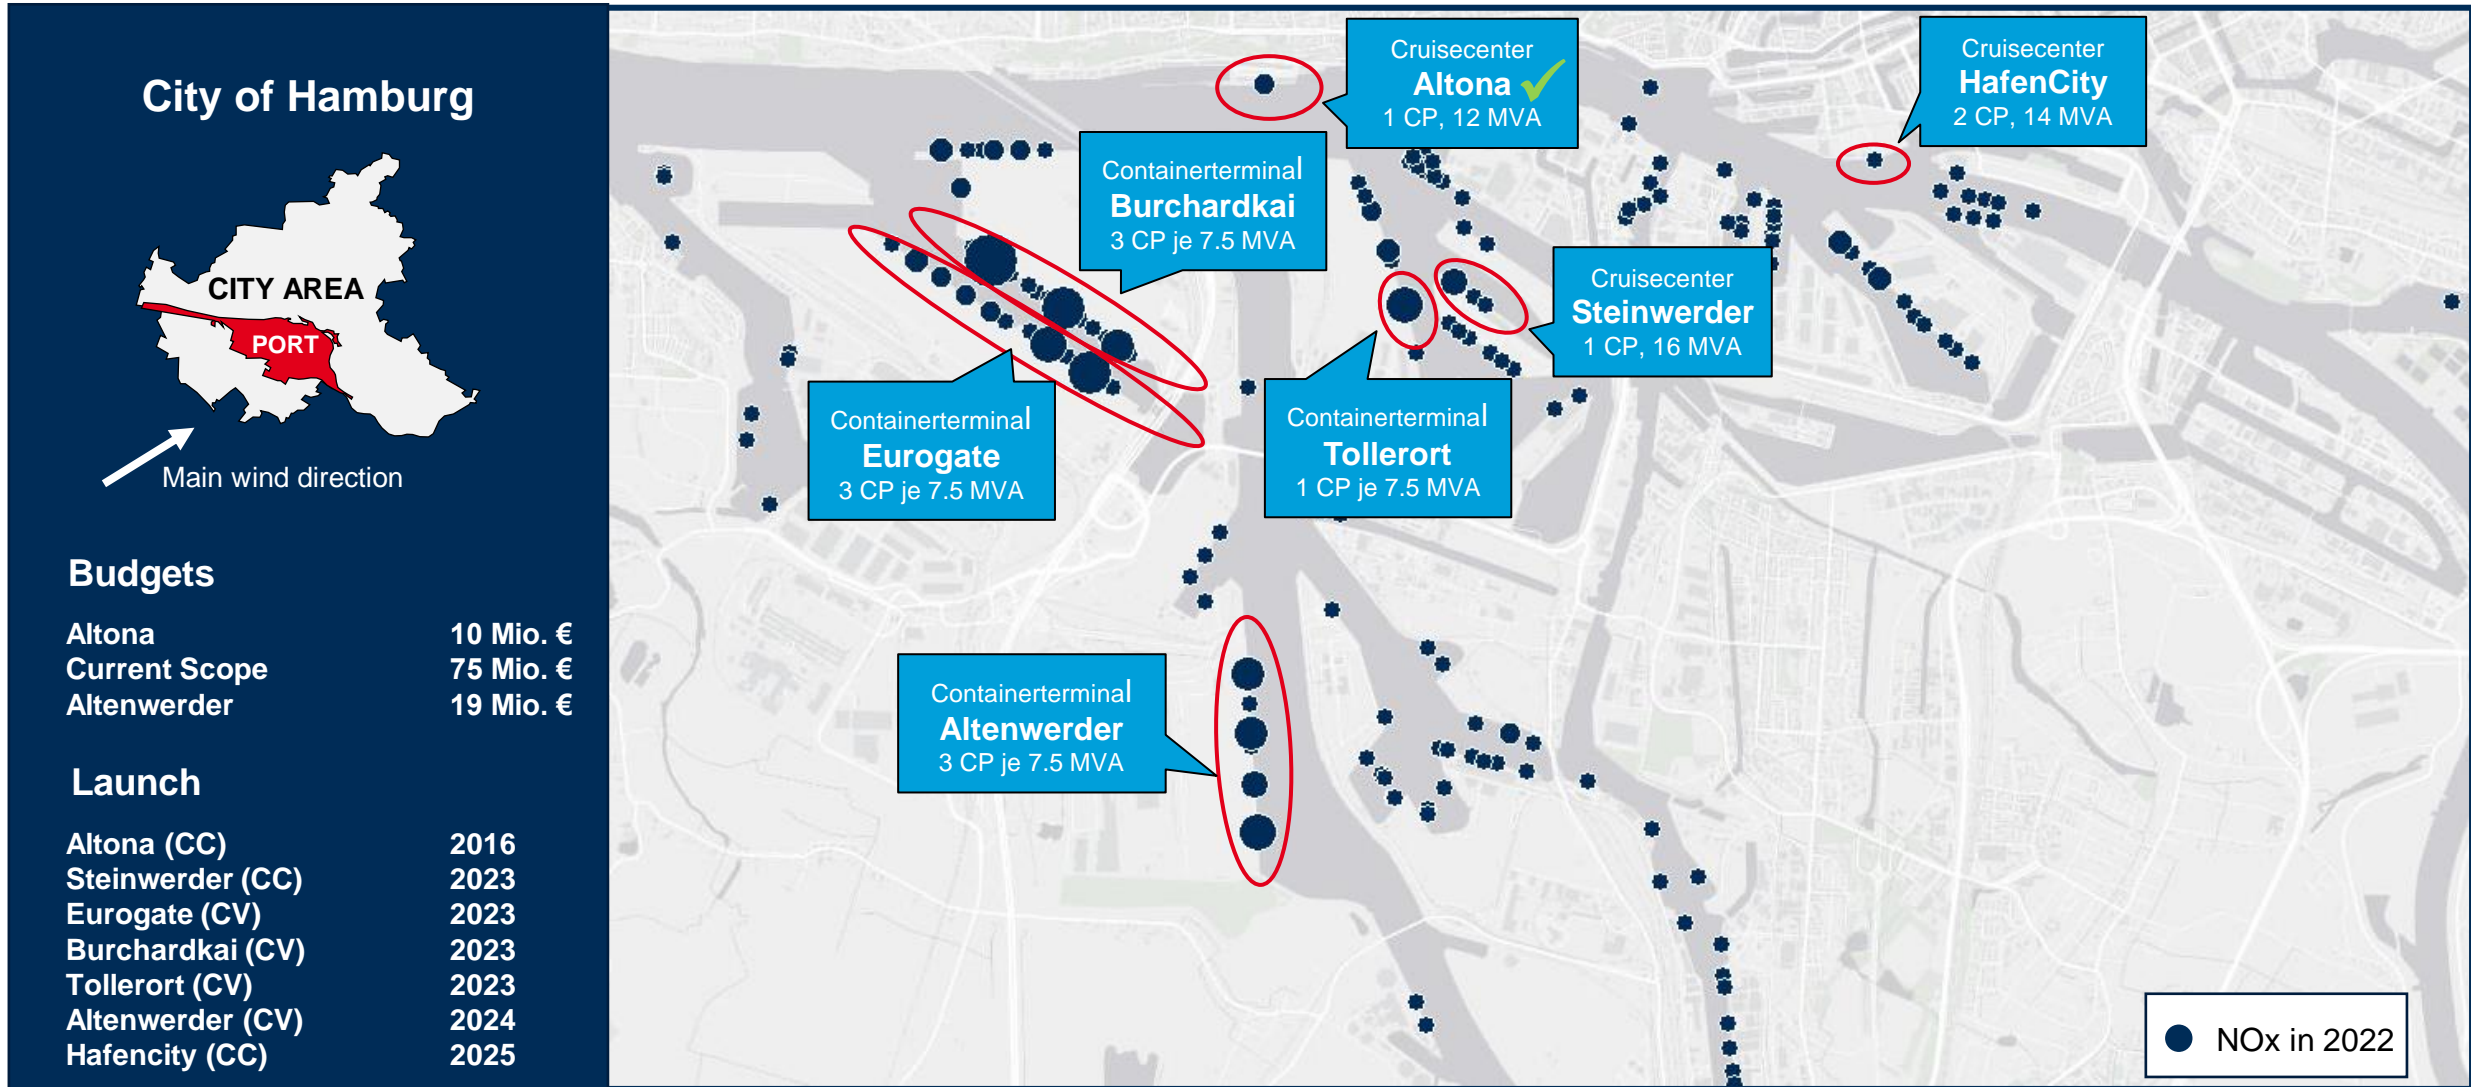 City of Hamburg
CITY AREA
PORT
Main wind direction
Budgets
Altona 10 Mio. €
Current Scope 75 Mio. €
Altenwerder 19 Mio. €
Launch
Altona (CC) 2016
Steinwerder (CC) 2023
Eurogate (CV) 2023
Burchardkai (CV) 2023
Tollerort (CV) 2023
Altenwerder (CV) 2024
Hafencity (CC) 2025
Cruisecenter
Altona
1 CP, 12 MVA
Cruisecenter
HafenCity
2 CP, 14 MVA
Containerterminal
Burchardkai
3 CP je 7.5 MVA
Cruisecenter
Steinwerder
1 CP, 16 MVA
Containerterminal
Eurogate
3 CP je 7.5 MVA
Containerterminal
Tollerort
1 CP je 7.5 MVA
Containerterminal
Altenwerder
3 CP je 7.5 MVA
NOx in 2022